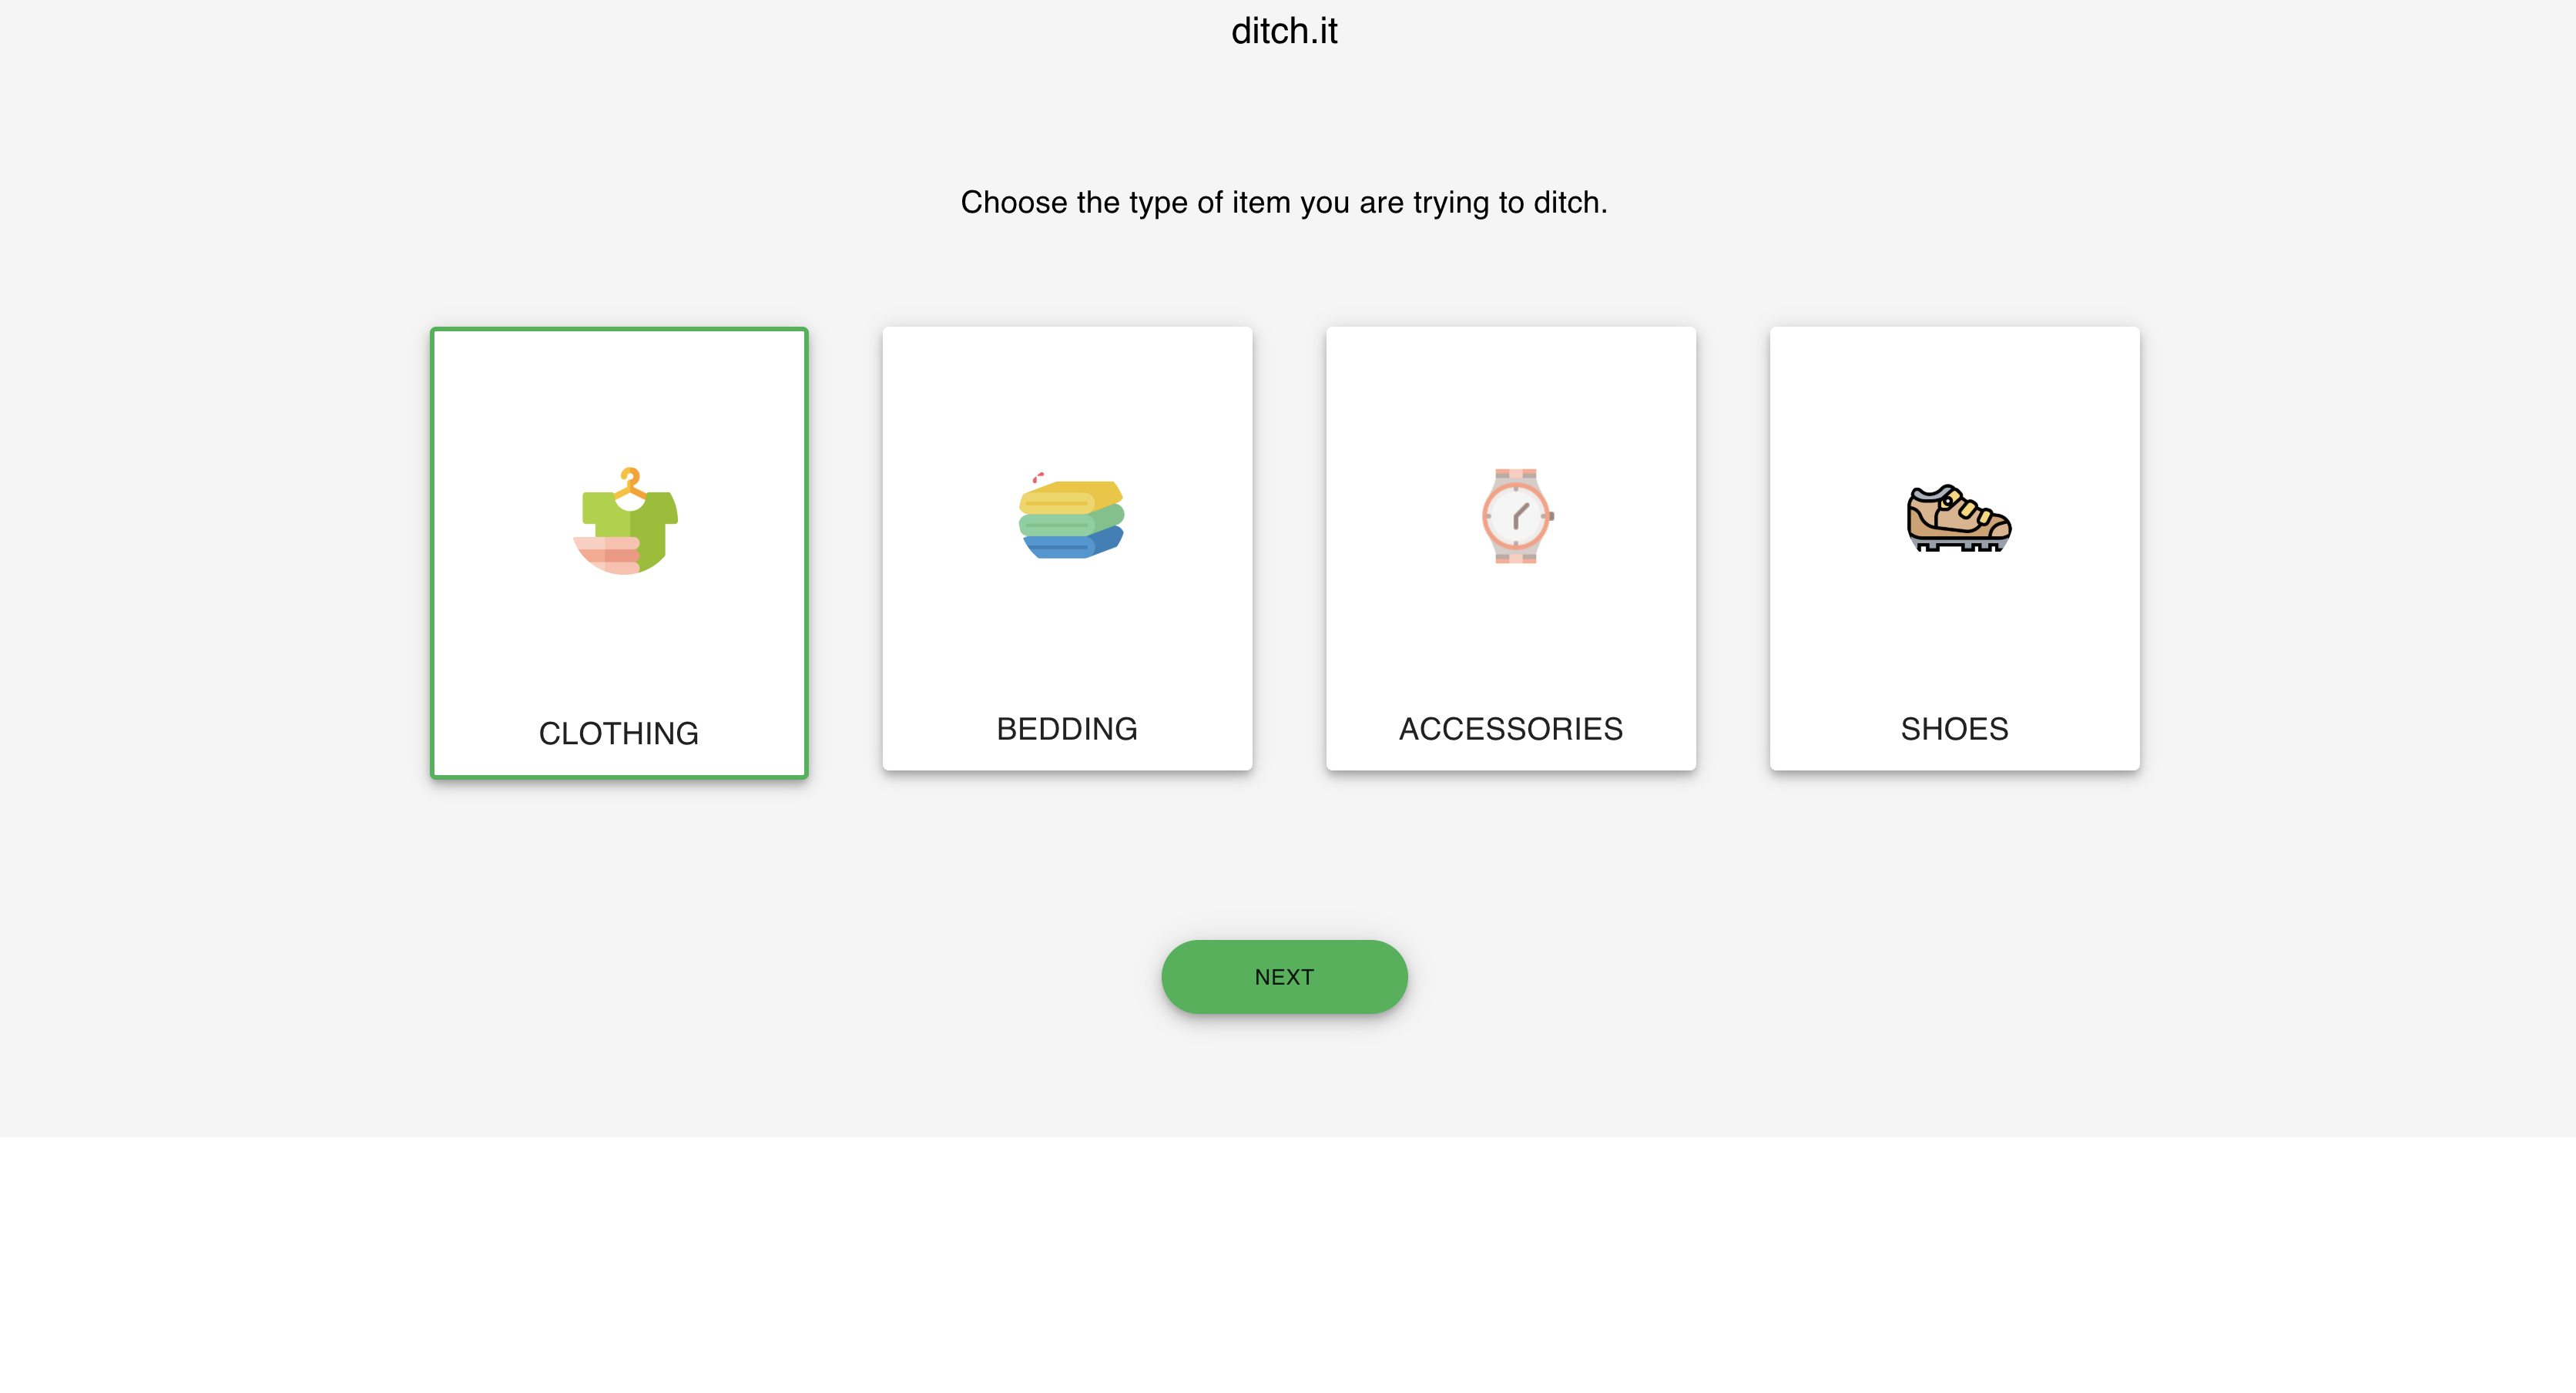 ditch.it
Choose the type of item you are trying to ditch.
CLOTHING
BEDDING
ACCESSORIES
SHOES
NEXT